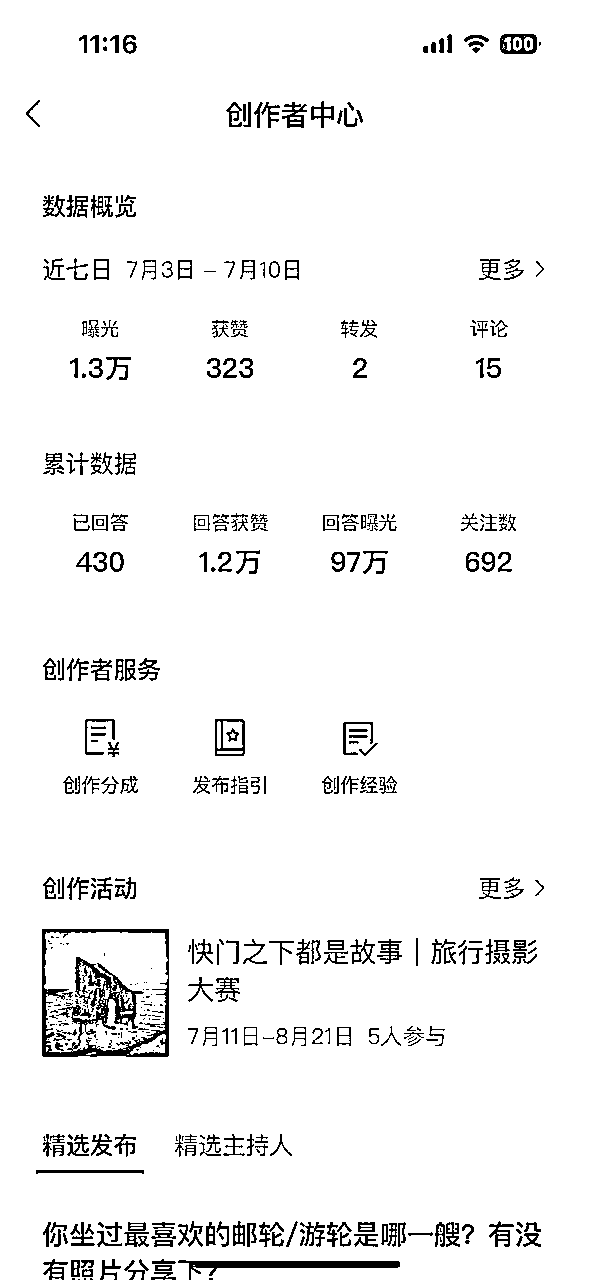 11:16 100
创作者中心
数据概览
近七日 7月3日 – 7月10日 更多
曝光 获赞 转发 评论
1.3万 323 2 15
累计数据
已回答 回答获赞 回答曝光 关注数
430 1.2万 97万 692
创作者服务
创作分成 发布指引 创作经验
创作活动 更多
快门之下都是故事｜旅行摄影
大赛
7月11日–8月21日 5人参与
精选发布 精选主持人
你坐过最喜欢的邮轮/游轮是哪一艘？有没
有照片分享下？